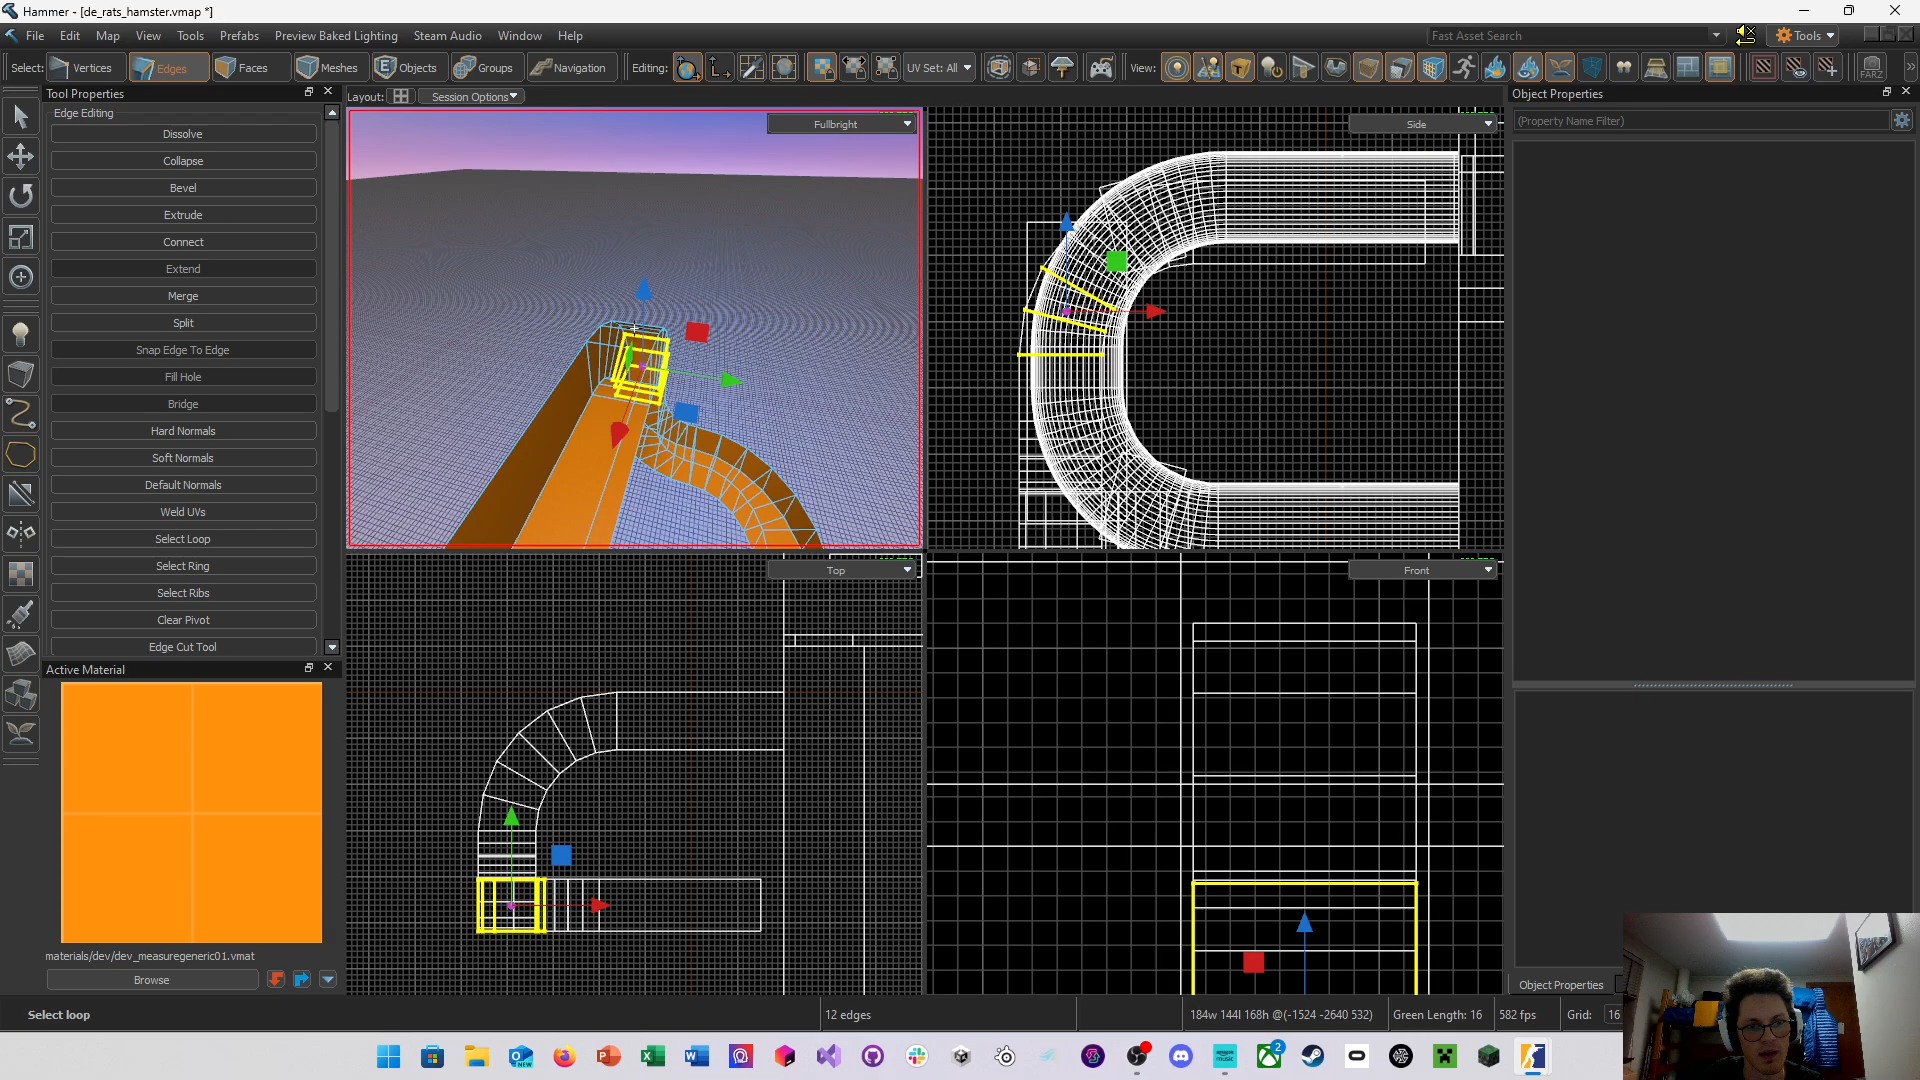 Hammer - [de_rats_hamster.vmap *]
File Edit Map View Tools Prefabs Preview Baked Lighting Steam Audio Window Help
Fast Asset Search
Tools
Select: Vertices Edges Faces Meshes Objects Groups Navigation Editing: UV Set: All View: FARZ
Tool Properties
Layout: Session Options
Object Properties
Edge Editing
(Property Name Filter)
Fullbright
Side
Dissolve
Collapse
Bevel
Extrude
Connect
Extend
Merge
Split
Snap Edge To Edge
Fill Hole
Bridge
Hard Normals
Soft Normals
Default Normals
Weld UVs
Select Loop
Select Ring
Select Ribs
Clear Pivot
Edge Cut Tool
Top
Front
Active Material
materials/dev/dev_measuregeneric01.vmat
Browse
Object Properties
Select loop
12 edges
184w 144l 168h @(-1524 -2640 532)
Green Length: 16
582 fps
Grid: 16
NEW
amazon music
2